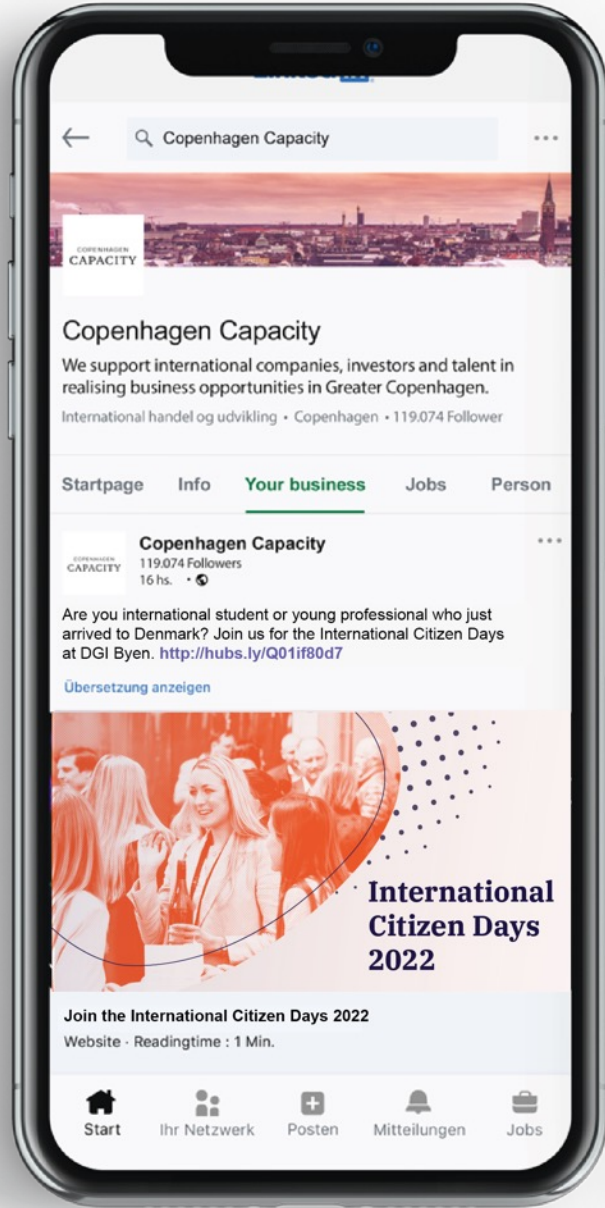 Copenhagen Capacity
COPENHAGEN
CAPACITY
Copenhagen Capacity
We support international companies, investors and talent in
realising business opportunities in Greater Copenhagen.
International handel og udvikling • Copenhagen • 119.074 Follower
Startpage Info Your business Jobs Person
COPENHAGEN
CAPACITY
Copenhagen Capacity
119.074 Followers
16 hs. •
Are you international student or young professional who just
arrived to Denmark? Join us for the International Citizen Days
at DGI Byen. http://hubs.ly/Q01if80d7
Übersetzung anzeigen
International
Citizen Days
2022
Join the International Citizen Days 2022
Website · Readingtime : 1 Min.
Start Ihr Netzwerk Posten Mitteilungen Jobs